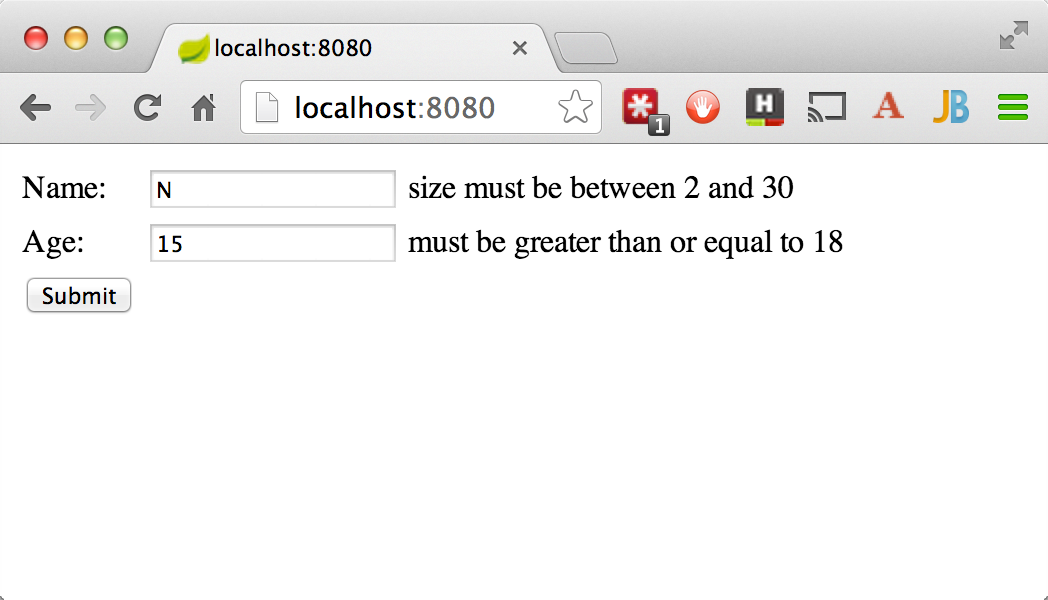 localhost:8080
localhost:8080
1
H
A
JB
Name: N size must be between 2 and 30
Age: 15 must be greater than or equal to 18
Submit